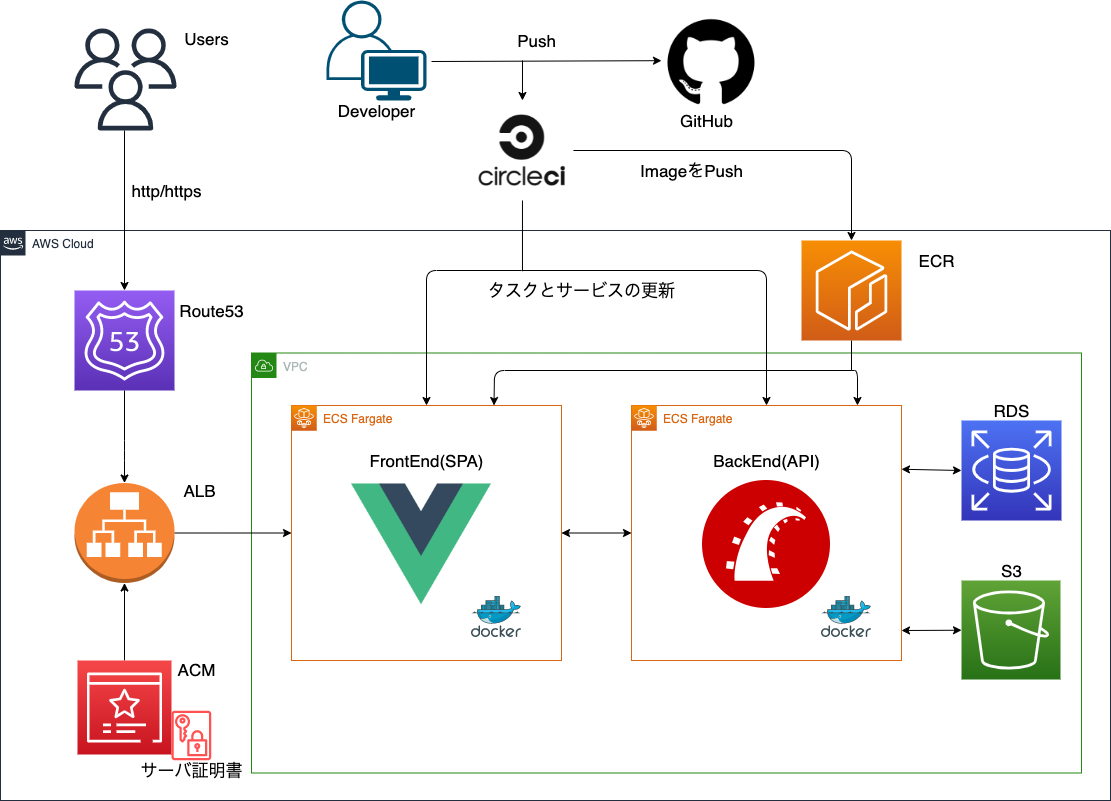 Users
Push
Developer
GitHub
circleci
ImageをPush
http/https
aws
AWS Cloud
ECR
タスクとサービスの更新
Route53
53
VPC
ECS Fargate
ECS Fargate
RDS
FrontEnd(SPA)
BackEnd(API)
ALB
S3
docker
docker
ACM
サーバ証明書